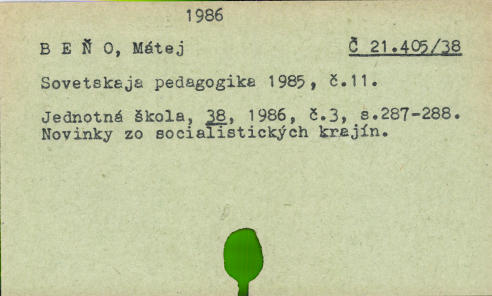 1986
B E Ň O, Mátej Č 21.405/38
Sovetskaja pedagogika 1985, č.11.
Jednotná škola, 38, 1986, č.3, s.287-288.
Novinky zo socialistických krajín.